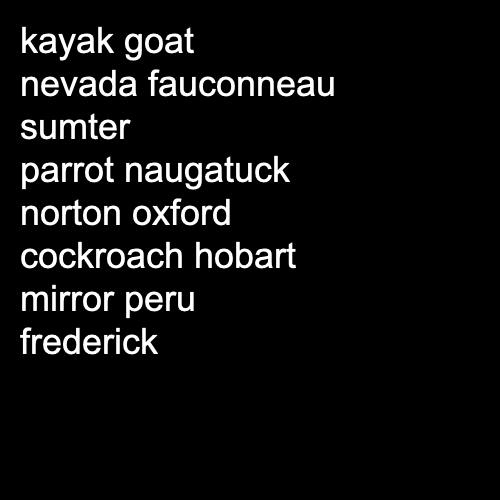 kayak goat
nevada fauconneau
sumter
parrot naugatuck
norton oxford
cockroach hobart
mirror peru
frederick